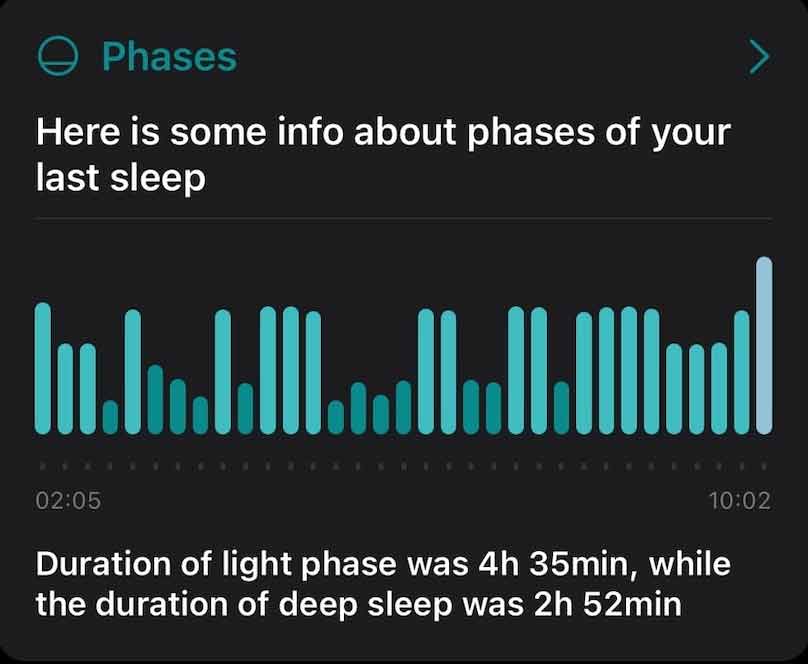 Phases
Here is some info about phases of your
last sleep
02:05 10:02
Duration of light phase was 4h 35min, while
the duration of deep sleep was 2h 52min